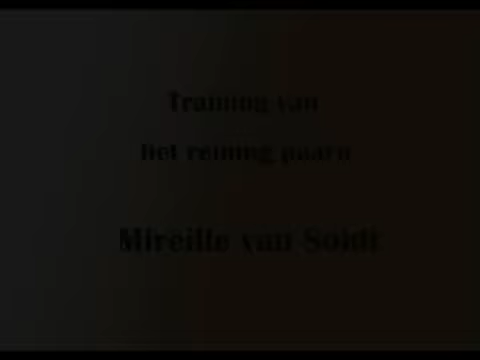 Training van
het reining paard
Mireille van Soldt